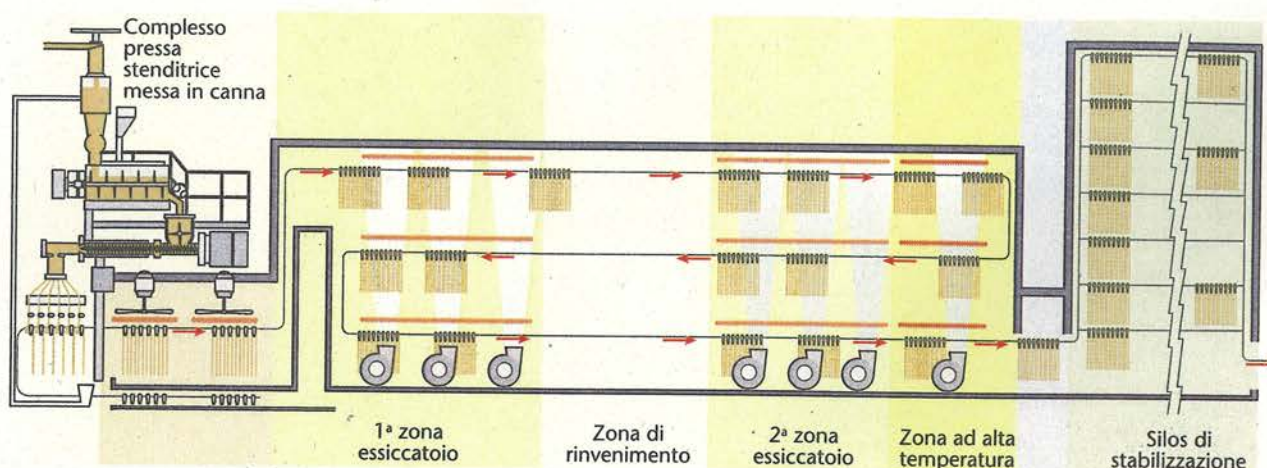 Complesso
pressa
stenditrice
messa in canna
1ª zona
essiccatoio
Zona di
rinvenimento
2ª zona
essiccatoio
Zona ad alta
temperatura
Silos di
stabilizzazione